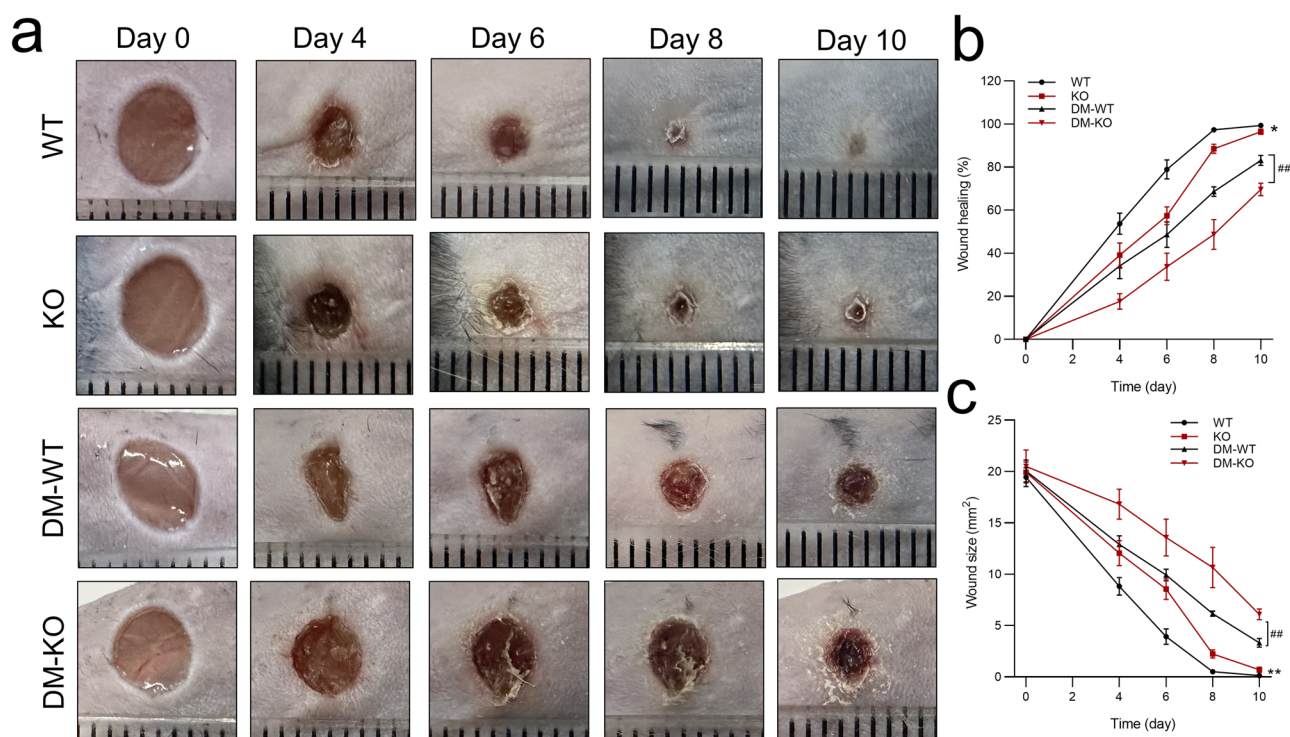 a
Day 0 Day 4 Day 6 Day 8 Day 10
WT
KO
DM-WT
DM-KO
b
WT
KO
DM-WT
DM-KO
120
100
80
60
40
20
0
Wound healing (%)
*
##
0 2 4 6 8 10
Time (day)
c
WT
KO
DM-WT
DM-KO
25
20
15
10
5
0
Wound size (mm²)
##
**
0 2 4 6 8 10
Time (day)